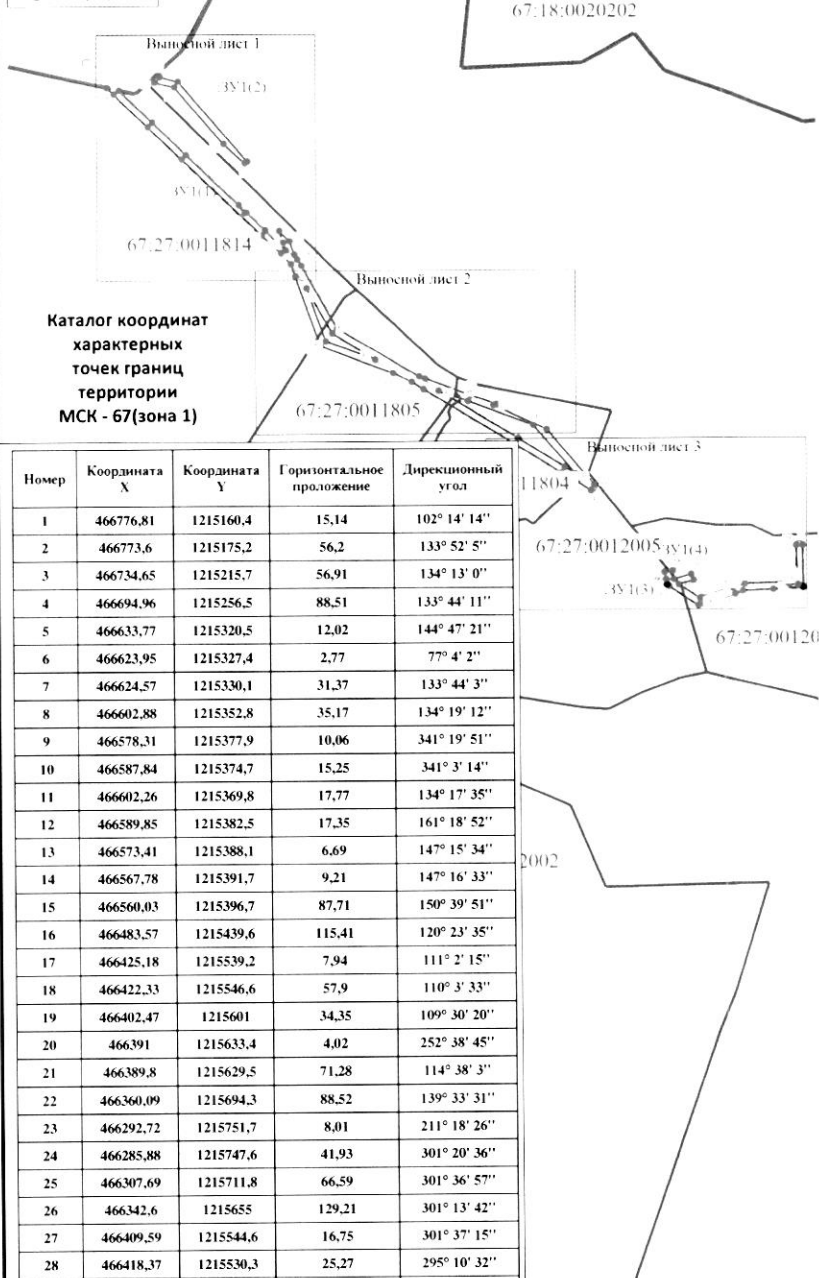 67:18:0020202
Выносной лист 1
:ЗУ1(2)
:ЗУ1(1)
67:27:0011814
Выносной лист 2
Каталог координат
характерных
точек границ
территории
МСК - 67(зона 1)
67:27:0011805
Выносной лист 3
11804
67:27:0012005
:ЗУ1(4)
:ЗУ1(3)
67:27:00120
2002
Номер Координата X Координата Y Горизонтальное проложение Дирекционный угол
1 466776,81 1215160,4 15,14 102° 14' 14''
2 466773,6 1215175,2 56,2 133° 52' 5''
3 466734,65 1215215,7 56,91 134° 13' 0''
4 466694,96 1215256,5 88,51 133° 44' 11''
5 466633,77 1215320,5 12,02 144° 47' 21''
6 466623,95 1215327,4 2,77 77° 4' 2''
7 466624,57 1215330,1 31,37 133° 44' 3''
8 466602,88 1215352,8 35,17 134° 19' 12''
9 466578,31 1215377,9 10,06 341° 19' 51''
10 466587,84 1215374,7 15,25 341° 3' 14''
11 466602,26 1215369,8 17,77 134° 17' 35''
12 466589,85 1215382,5 17,35 161° 18' 52''
13 466573,41 1215388,1 6,69 147° 15' 34''
14 466567,78 1215391,7 9,21 147° 16' 33''
15 466560,03 1215396,7 87,71 150° 39' 51''
16 466483,57 1215439,6 115,41 120° 23' 35''
17 466425,18 1215539,2 7,94 111° 2' 15''
18 466422,33 1215546,6 57,9 110° 3' 33''
19 466402,47 1215601 34,35 109° 30' 20''
20 466391 1215633,4 4,02 252° 38' 45''
21 466389,8 1215629,5 71,28 114° 38' 3''
22 466360,09 1215694,3 88,52 139° 33' 31''
23 466292,72 1215751,7 8,01 211° 18' 26''
24 466285,88 1215747,6 41,93 301° 20' 36''
25 466307,69 1215711,8 66,59 301° 36' 57''
26 466342,6 1215655 129,21 301° 13' 42''
27 466409,59 1215544,6 16,75 301° 37' 15''
28 466418,37 1215530,3 25,27 295° 10' 32''